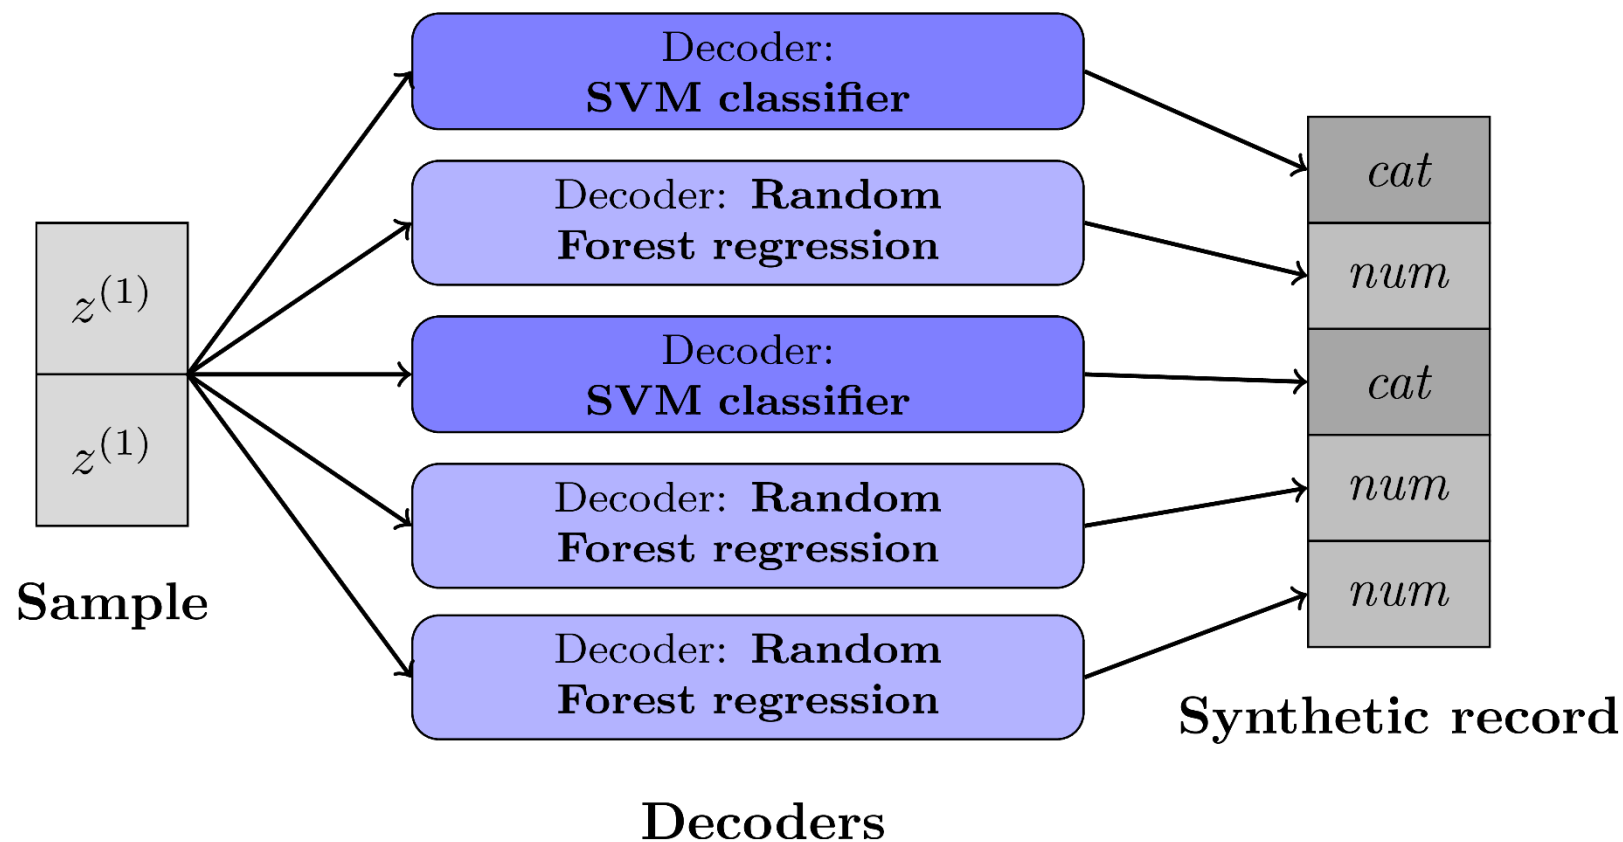 z^(1)
z^(1)
Sample
Decoder:
SVM classifier
Decoder: Random
Forest regression
Decoder:
SVM classifier
Decoder: Random
Forest regression
Decoder: Random
Forest regression
Decoders
cat
num
cat
num
num
Synthetic record